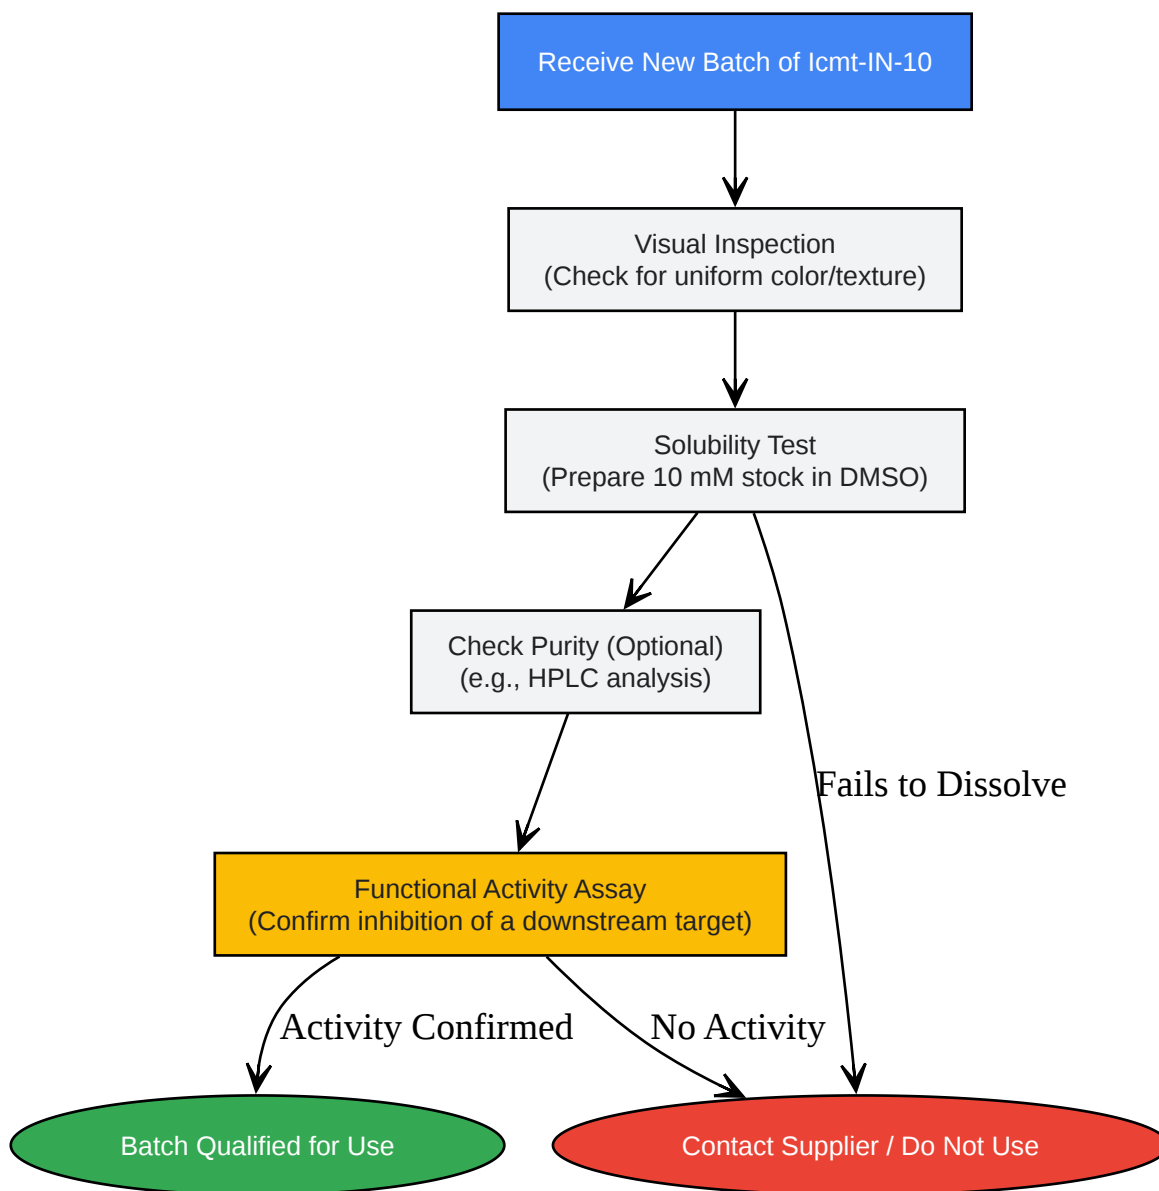 Receive New Batch of Icmt-IN-10
Visual Inspection
(Check for uniform color/texture)
Solubility Test
(Prepare 10 mM stock in DMSO)
Check Purity (Optional)
(e.g., HPLC analysis)
Fails to Dissolve
Functional Activity Assay
(Confirm inhibition of a downstream target)
Activity Confirmed
No Activity
Batch Qualified for Use
Contact Supplier / Do Not Use